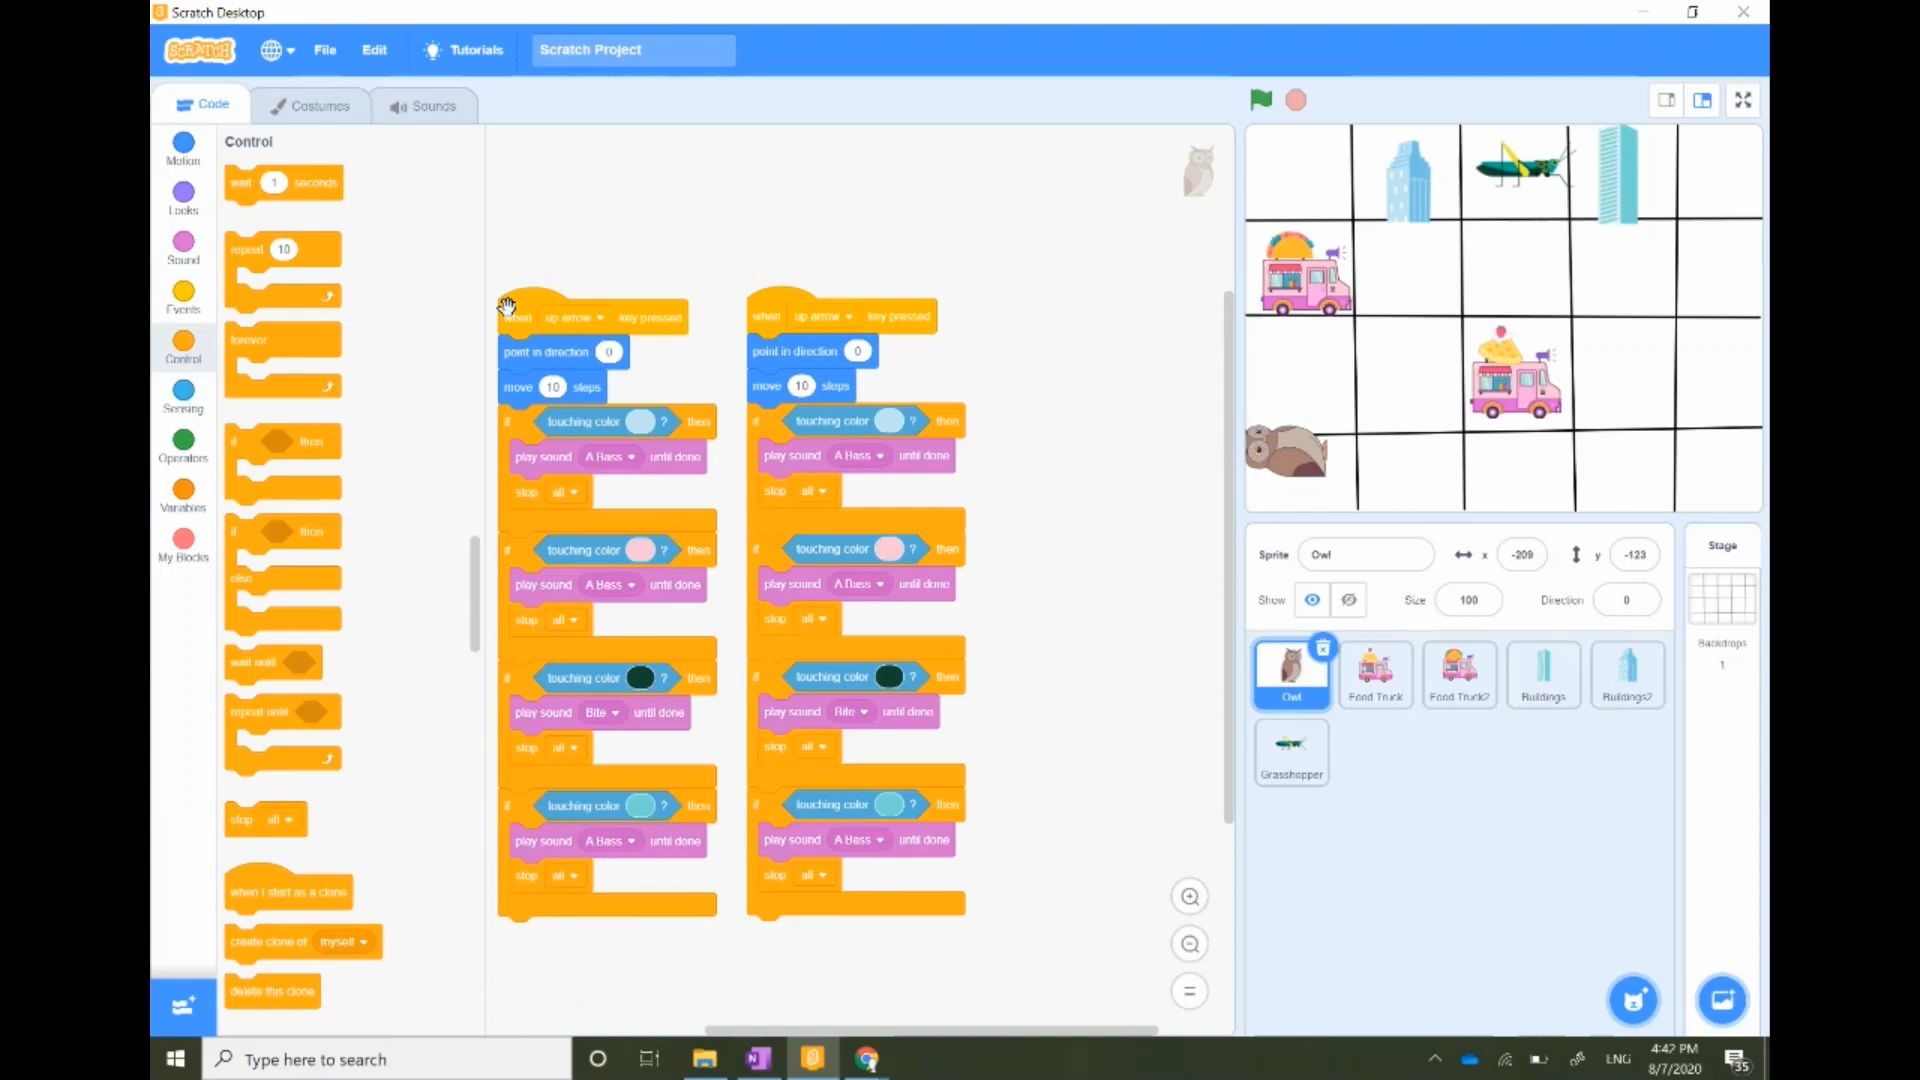 Scratch Desktop
SCRATCH
File
Edit
Tutorials
Scratch Project
Code
Costumes
Sounds
Motion
Looks
Sound
Events
Control
Sensing
Operators
Variables
My Blocks
Control
wait 1 seconds
repeat 10
forever
if then
if then
else
wait until
repeat until
stop all
when I start as a clone
create clone of myself
delete this clone
when up arrow key pressed
point in direction 0
move 10 steps
if touching color ? then
play sound A Bass until done
stop all
if touching color ? then
play sound A Bass until done
stop all
if touching color ? then
play sound Bite until done
stop all
if touching color ? then
play sound A Bass until done
stop all
when up arrow key pressed
point in direction 0
move 10 steps
if touching color ? then
play sound A Bass until done
stop all
if touching color ? then
play sound A Bass until done
stop all
if touching color ? then
play sound Bite until done
stop all
if touching color ? then
play sound A Bass until done
stop all
Sprite Owl x -209 y -123
Show Size 100 Direction 0
Owl
Food Truck
Food Truck2
Buildings
Buildings2
Grasshopper
Stage
Backdrops
1
Type here to search
ENG
4:42 PM
8/7/2020
35